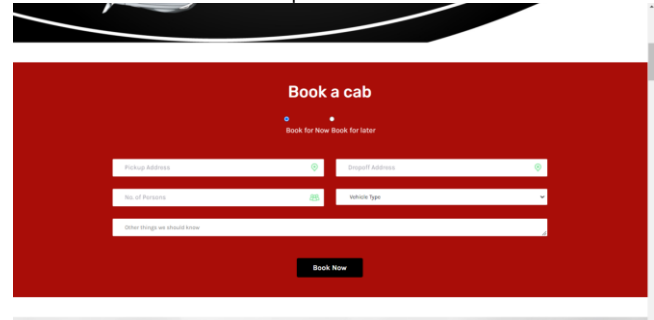 Book a cab
Book for Now Book for later
Pickup Address
Dropoff Address
No. of Persons
Vehicle Type
Other things we should know
Book Now